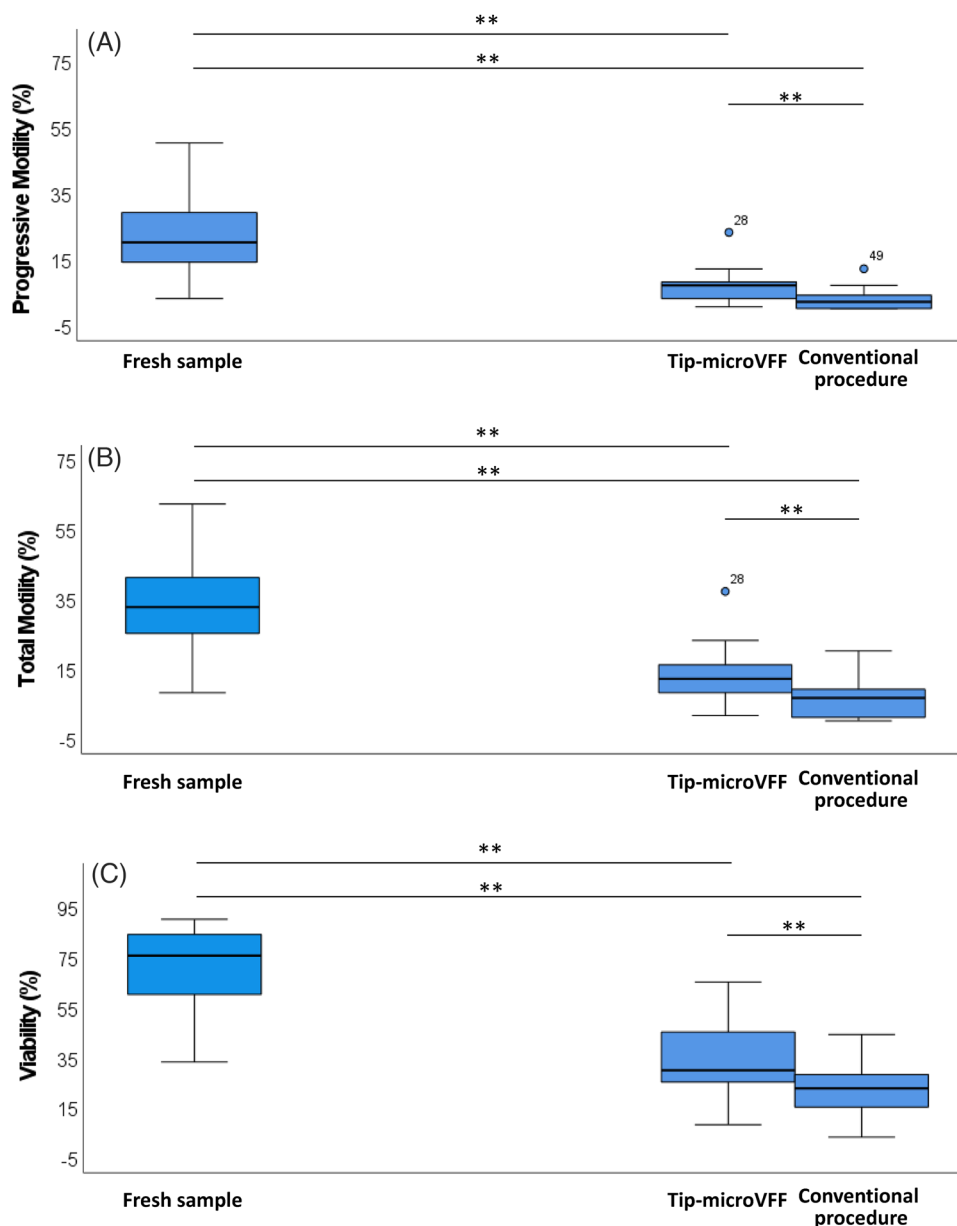 **
(A)
75
**
**
55
Progressive Motility (%)
35
28
15
49
-5
Fresh sample
Tip-microVFF
Conventional
procedure
**
(B)
75
**
**
55
Total Motility (%)
28
35
15
-5
Fresh sample
Tip-microVFF
Conventional
procedure
**
(C)
**
95
**
75
Viability (%)
55
35
15
-5
Fresh sample
Tip-microVFF
Conventional
procedure